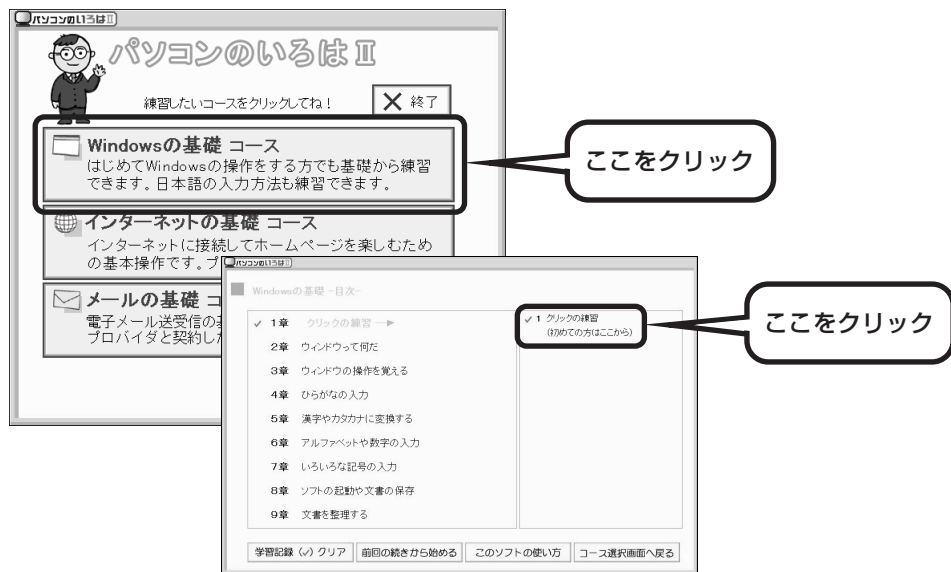 パソコンのいろはⅡ
パソコンのいろはⅡ
練習したいコースをクリックしてね!
終了
Windowsの基礎 コース
はじめてWindowsの操作をする方でも基礎から練習
できます。日本語の入力方法も練習できます。
ここをクリック
インターネットの基礎 コース
インターネットに接続してホームページを楽しむため
の基本操作です。プ
メールの基礎 コ
電子メール送受信の
プロバイダと契約し
パソコンのいろはⅡ
Windowsの基礎 -目次-
✓ 1章 クリックの練習 →
2章 ウィンドウって何だ
3章 ウィンドウの操作を覚える
4章 ひらがなの入力
5章 漢字やカタカナに変換する
6章 アルファベットや数字の入力
7章 いろいろな記号の入力
8章 ソフトの起動や文書の保存
9章 文書を整理する
✓ 1 クリックの練習
(初めての方はここから)
ここをクリック
学習記録 (✓) クリア
前回の続きから始める
このソフトの使い方
コース選択画面へ戻る